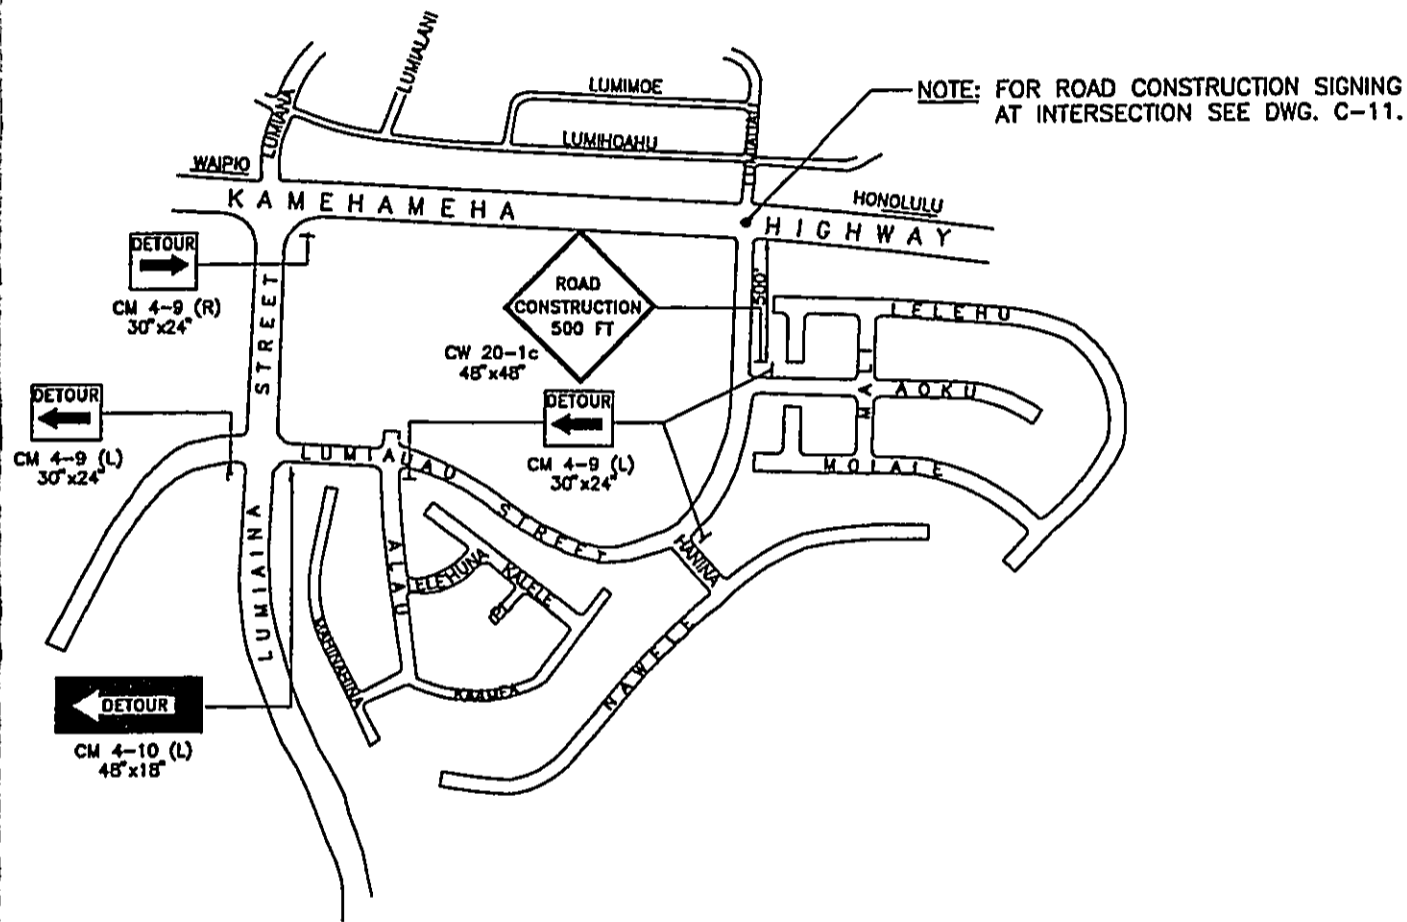 LUMIALANI
LUMIMOE
NOTE: FOR ROAD CONSTRUCTION SIGNING
AT INTERSECTION SEE DWG. C-11.
LUMIANA
LUMIHOAHU
WAIPIO
KAMEHAMEHA
HIGHWAY
HONOLULU
DETOUR
CM 4-9 (R)
30"x24"
STREET
ROAD
CONSTRUCTION
500 FT
CW 20-1c
48"x48"
500'
LELEHU
AOKU
MOLALE
DETOUR
CM 4-9 (L)
30"x24"
DETOUR
CM 4-9 (L)
30"x24"
LUMIAUAU STREET
LUMIAINA
ALAU
ELEHUNA
KALELE
HANINA
MAHINAHINA
KAAMEA
NAWELE
DETOUR
CM 4-10 (L)
48"x18"